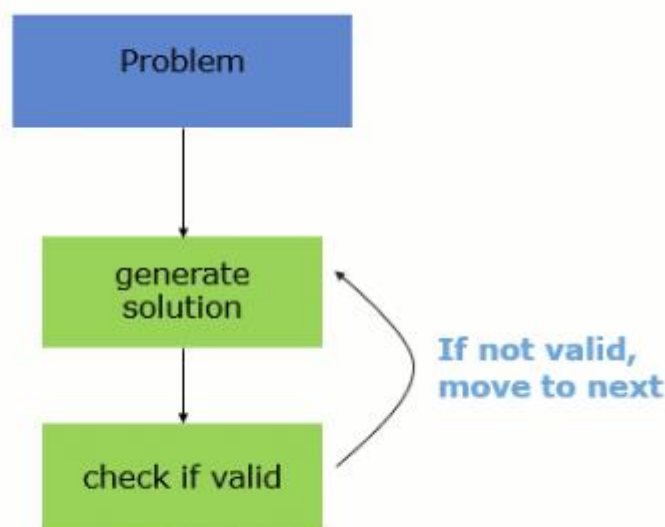 Problem
generate
solution
If not valid,
move to next
check if valid